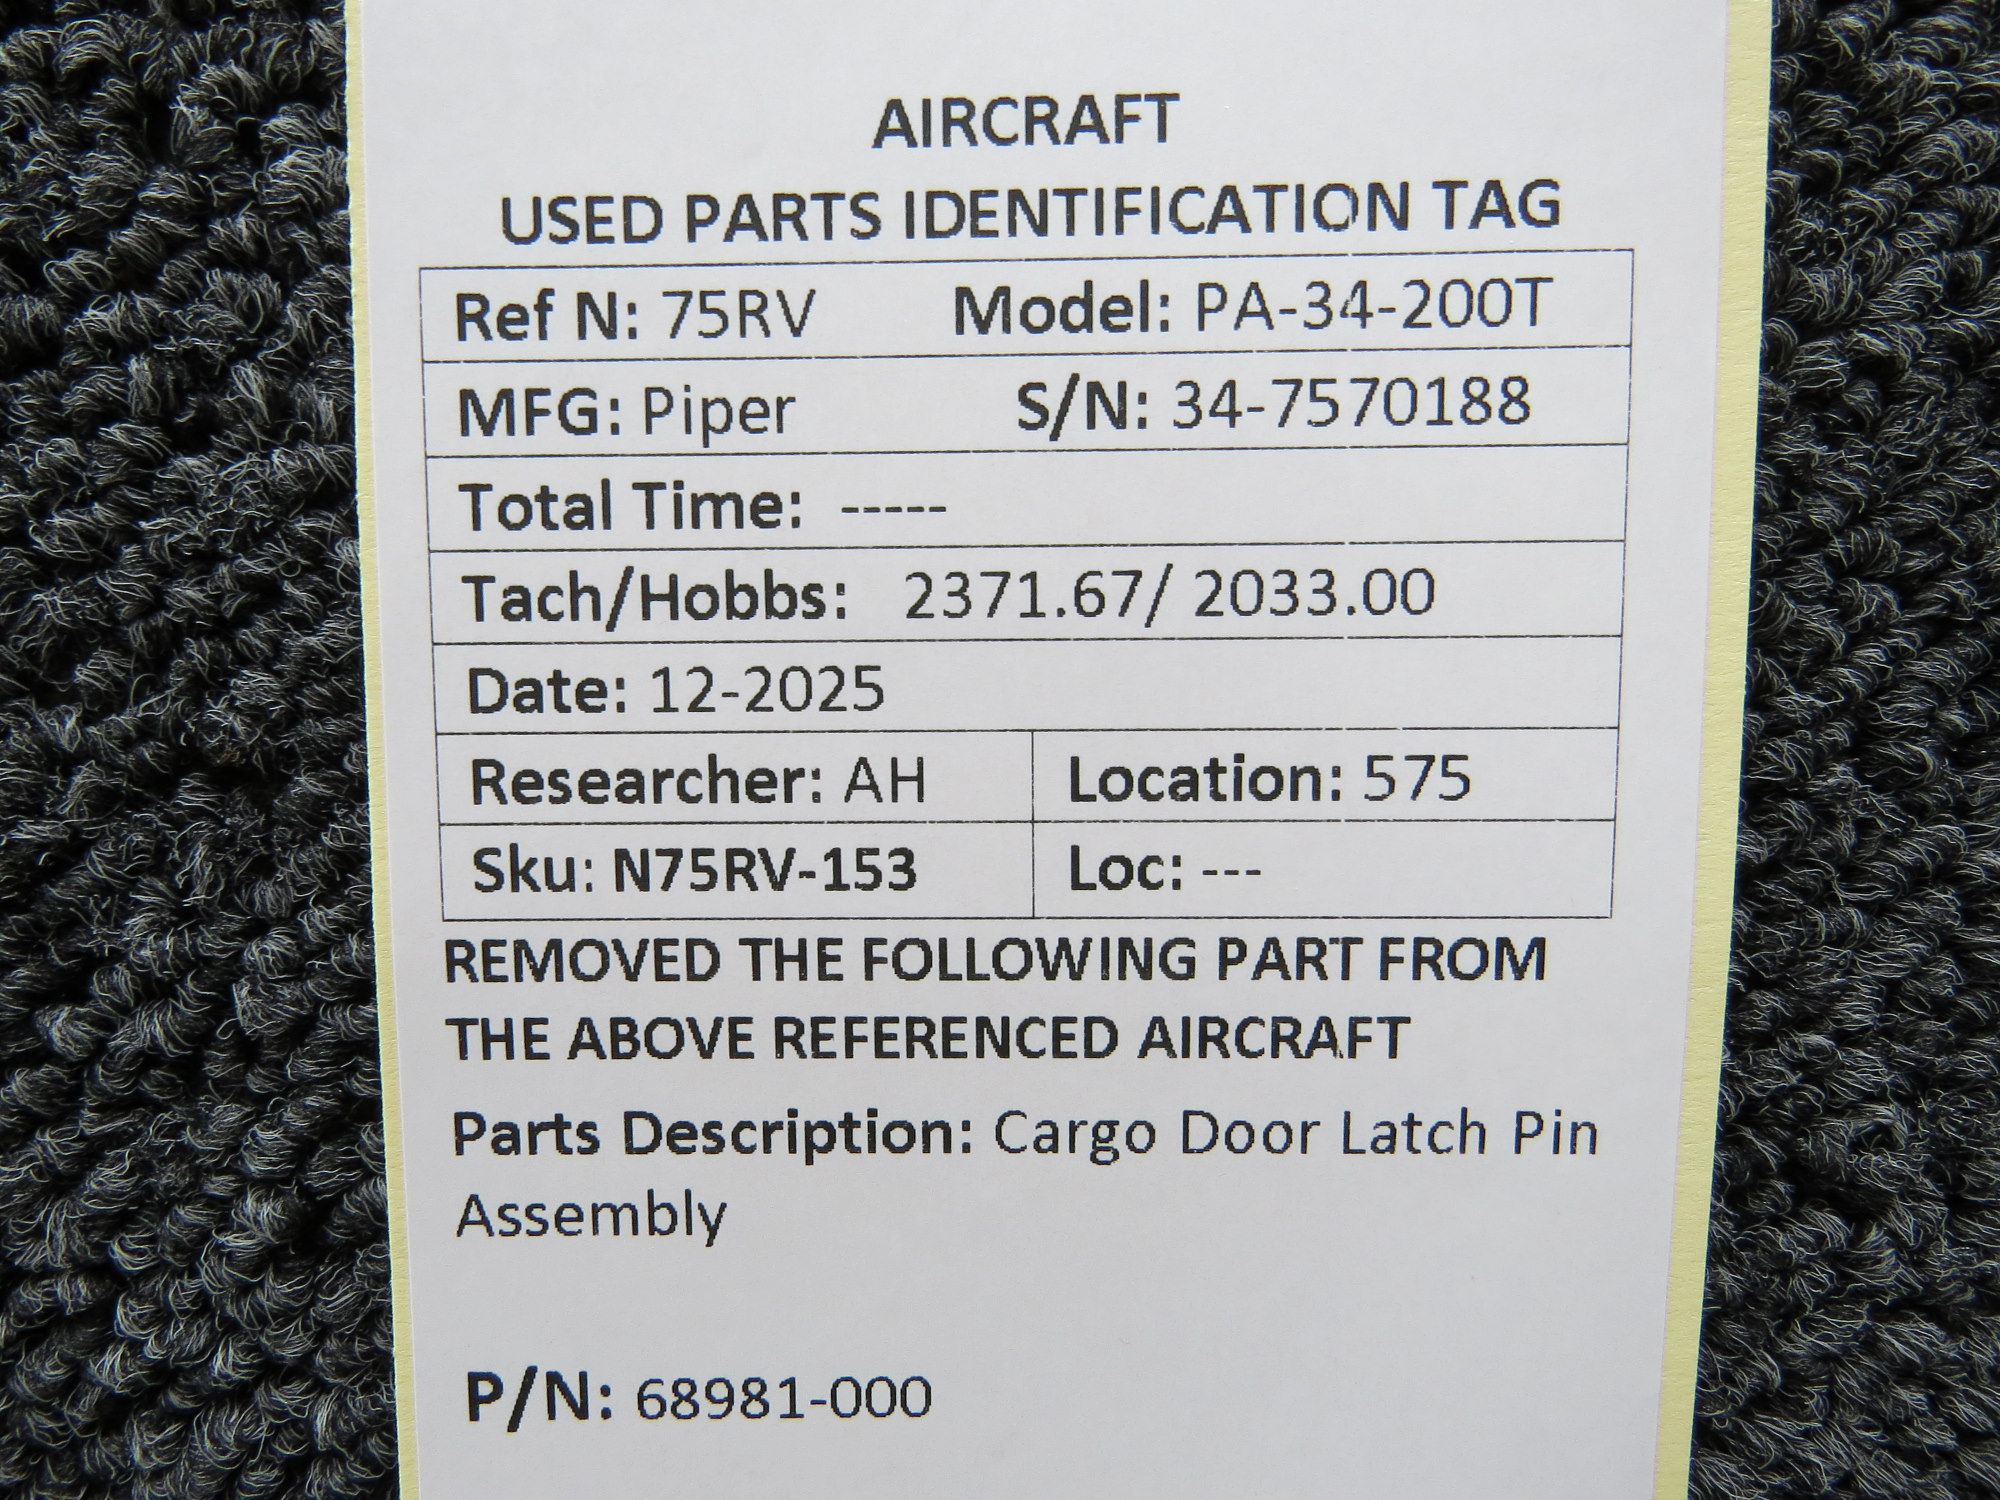 AIRCRAFT
USED PARTS IDENTIFICATION TAG
Ref N: 75RV Model: PA-34-200T
MFG: Piper S/N: 34-7570188
Total Time: -----
Tach/Hobbs: 2371.67/ 2033.00
Date: 12-2025
Researcher: AH Location: 575
Sku: N75RV-153 Loc: ---
REMOVED THE FOLLOWING PART FROM
THE ABOVE REFERENCED AIRCRAFT
Parts Description: Cargo Door Latch Pin
Assembly
P/N: 68981-000